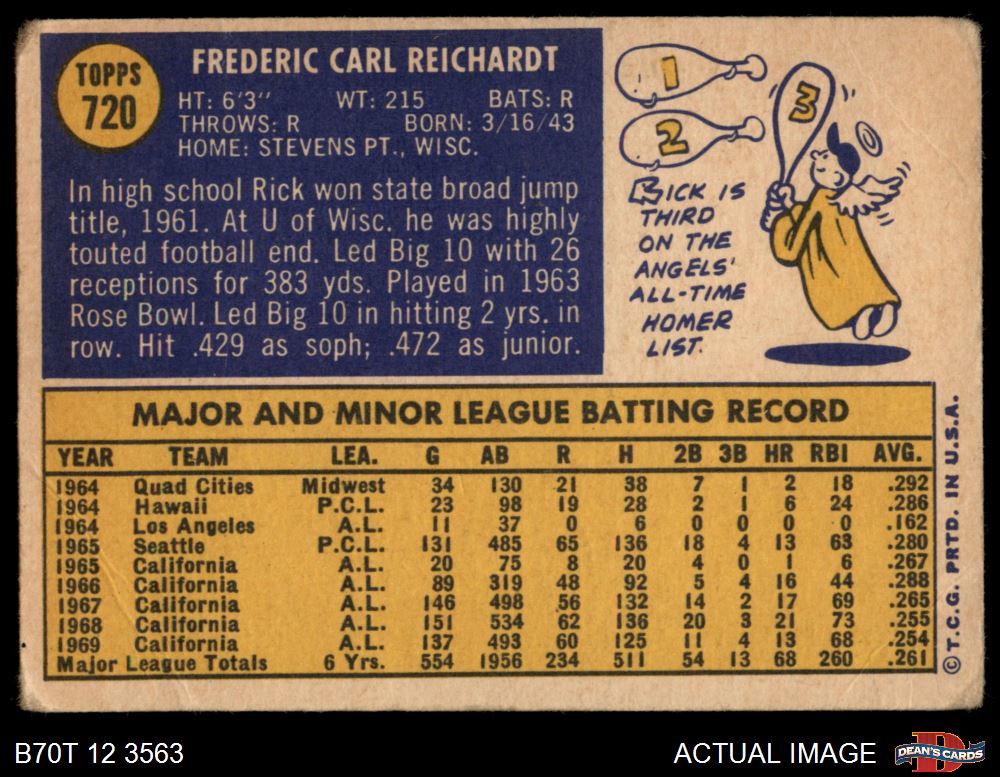 TOPPS
720
FREDERIC CARL REICHARDT
HT: 6'3" WT: 215 BATS: R
THROWS: R BORN: 3/16/43
HOME: STEVENS PT., WISC.
In high school Rick won state broad jump
title, 1961. At U of Wisc. he was highly
touted football end. Led Big 10 with 26
receptions for 383 yds. Played in 1963
Rose Bowl. Led Big 10 in hitting 2 yrs. in
row. Hit .429 as soph; .472 as junior.
1
2
3
RICK IS
THIRD
ON THE
ANGELS'
ALL-TIME
HOMER
LIST.
MAJOR AND MINOR LEAGUE BATTING RECORD
YEAR TEAM LEA. G AB R H 2B 3B HR RBI AVG.
1964 Quad Cities Midwest 34 130 21 38 7 1 2 18 .292
1964 Hawaii P.C.L. 23 98 19 28 2 1 6 24 .286
1964 Los Angeles A.L. 11 37 0 6 0 0 0 0 .162
1965 Seattle P.C.L. 131 485 65 136 18 4 13 63 .280
1965 California A.L. 20 75 8 20 4 0 1 6 .267
1966 California A.L. 89 319 48 92 5 4 16 44 .288
1967 California A.L. 146 498 56 132 14 2 17 69 .265
1968 California A.L. 151 534 62 136 20 3 21 73 .255
1969 California A.L. 137 493 60 125 11 4 13 68 .254
Major League Totals 6 Yrs. 554 1956 234 511 54 13 68 260 .261
© T.C.G. PRTD. IN U.S.A.
B70T 12 3563
ACTUAL IMAGE
D
DEAN'S CARDS